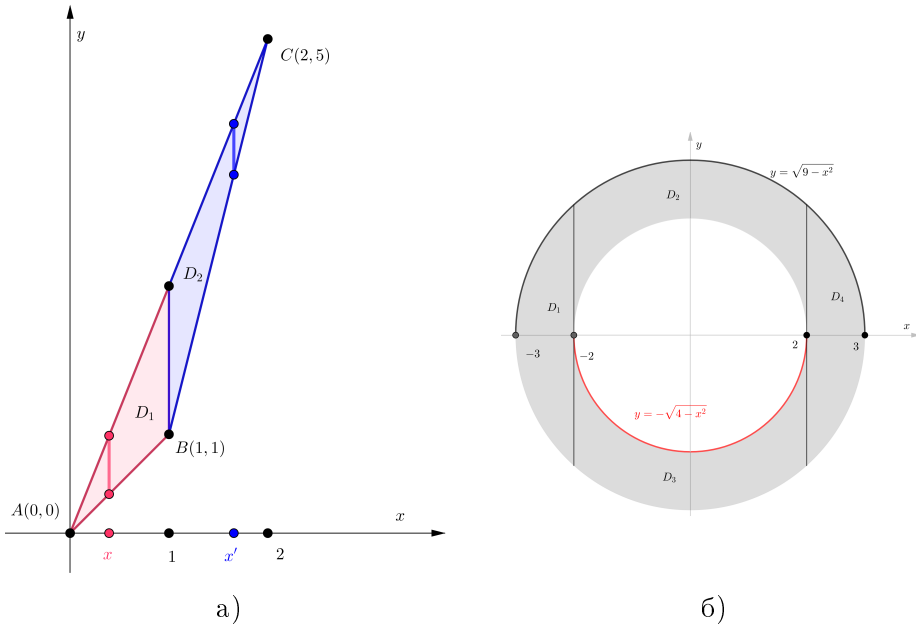 y
C(2,5)
D₂
D₁
B(1,1)
A(0,0)
x
x
1
x′
2
а)
y
y = √(9 − x²)
D₂
D₁
D₄
x
−3
−2
2
3
y = −√(4 − x²)
D₃
б)